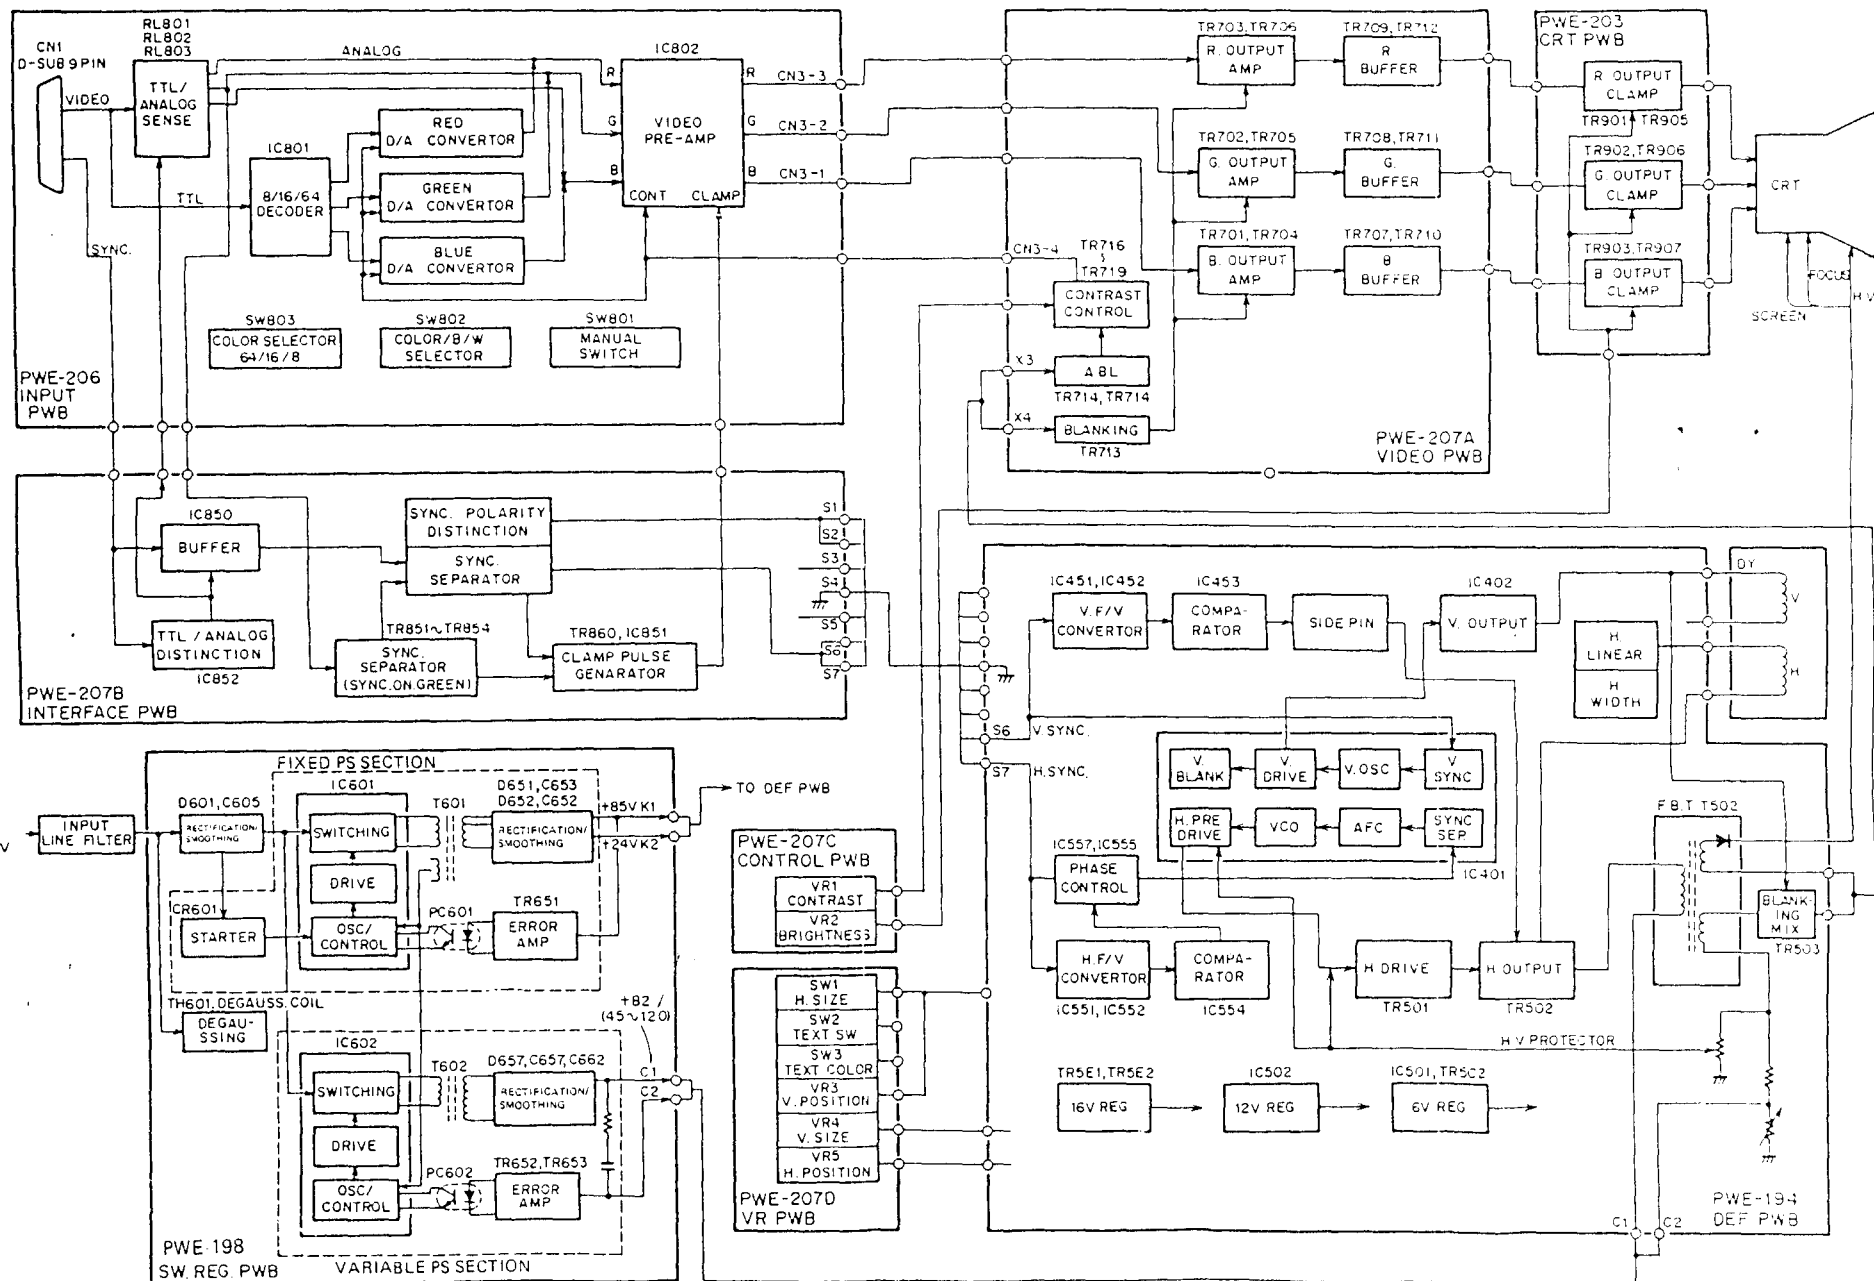 RL801
RL802
RL803
CN1
D-SUB 9PIN
VIDEO
TTL/
ANALOG
SENSE
ANALOG
IC802
R
G
B
VIDEO
PRE-AMP
CONT
CLAMP
R
G
B
CN3-3
CN3-2
CN3-1
TTL
SYNC.
IC801
8/16/64
DECODER
RED
D/A CONVERTOR
GREEN
D/A CONVERTOR
BLUE
D/A CONVERTOR
SW803
COLOR SELECTOR
64/16/8
SW802
COLOR/B/W
SELECTOR
SW801
MANUAL
SWITCH
PWE-206
INPUT
PWB
TR703, TR706
R. OUTPUT
AMP
TR709, TR712
R
BUFFER
TR702, TR705
G. OUTPUT
AMP
TR708, TR711
G.
BUFFER
TR701, TR704
B. OUTPUT
AMP
TR707, TR710
B
BUFFER
CN3-4
TR716
~
TR719
CONTRAST
CONTROL
X3
ABL
TR714, TR714
X4
BLANKING
TR713
PWE-207A
VIDEO PWB
PWE-203
CRT PWB
R OUTPUT
CLAMP
TR901, TR905
TR902, TR906
G. OUTPUT
CLAMP
TR903, TR907
B OUTPUT
CLAMP
CRT
FOCUS
H.V
SCREEN
IC850
BUFFER
SYNC. POLARITY
DISTINCTION
SYNC.
SEPARATOR
TTL / ANALOG
DISTINCTION
IC852
TR851~TR854
SYNC.
SEPARATOR
(SYNC.ON.GREEN)
TR860, IC851
CLAMP PULSE
GENARATOR
S1
S2
S3
S4
S5
S6
S7
PWE-207B
INTERFACE PWB
IC451, IC452
V. F/V
CONVERTOR
IC453
COMPA-
RATOR
SIDE PIN
IC402
V. OUTPUT
DY
V
H
H
LINEAR
H
WIDTH
S6
V.SYNC.
S7
H.SYNC.
V.
BLANK
V.
DRIVE
V.OSC
V
SYNC
H. PRE
DRIVE
VCO
AFC
SYNC
SEP.
IC401
IC557, IC555
PHASE
CONTROL
H. F/V
CONVERTOR
IC551, IC552
COMPA-
RATOR
IC554
H DRIVE
TR501
H OUTPUT
TR502
F.B.T T502
BLANK-
ING
MIX
TR503
H.V.PROTECTOR
TR5E1, TR5E2
16V REG
IC502
12V REG
IC501, TR5C2
6V REG
C1
C2
PWE-194
DEF PWB
FIXED PS SECTION
V
INPUT
LINE FILTER
D601, C605
RECTIFICATION/
SMOOTHING
IC601
SWITCHING
DRIVE
OSC/
CONTROL
T601
D651, C653
D652, C652
RECTIFICATION/
SMOOTHING
+85V K1
+24V K2
TO DEF PWB
CR601
STARTER
PC601
TR651
ERROR
AMP
TH601, DEGAUSS. COIL
DEGAU-
SSING
+82 /
(45~120)
IC602
SWITCHING
DRIVE
OSC/
CONTROL
T602
D657, C657, C662
RECTIFICATION/
SMOOTHING
C1
C2
PC602
TR652, TR653
ERROR
AMP
PWE-198
SW. REG. PWB
VARIABLE PS SECTION
PWE-207C
CONTROL PWB
VR1
CONTRAST
VR2
BRIGHTNESS
SW1
H. SIZE
SW2
TEXT SW
SW3
TEXT COLOR
VR3
V. POSITION
VR4
V. SIZE
VR5
H. POSITION
PWE-207D
VR PWB